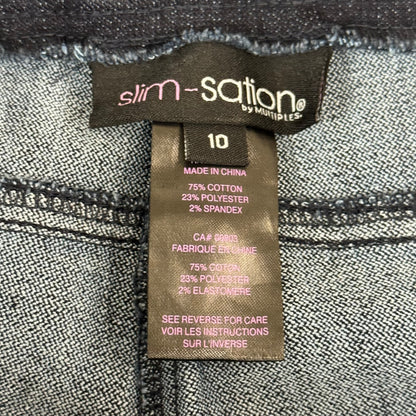 slim-sation®
by MULTIPLES.
10
MADE IN CHINA
75% COTTON
23% POLYESTER
2% SPANDEX
CA# 00903
FABRIQUE EN CHINE
75% COTON
23% POLYESTER
2% ELASTOMERE
SEE REVERSE FOR CARE
VOIR LES INSTRUCTIONS
SUR L'INVERSE